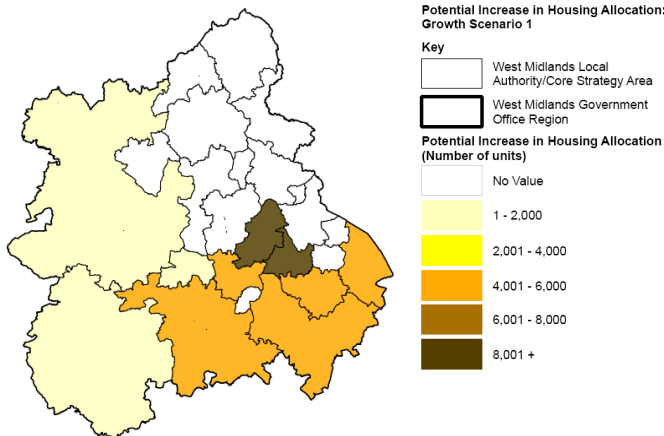 Potential Increase in Housing Allocation:
Growth Scenario 1
Key
West Midlands Local
Authority/Core Strategy Area
West Midlands Government
Office Region
Potential Increase in Housing Allocation
(Number of units)
No Value
1 - 2,000
2,001 - 4,000
4,001 - 6,000
6,001 - 8,000
8,001 +